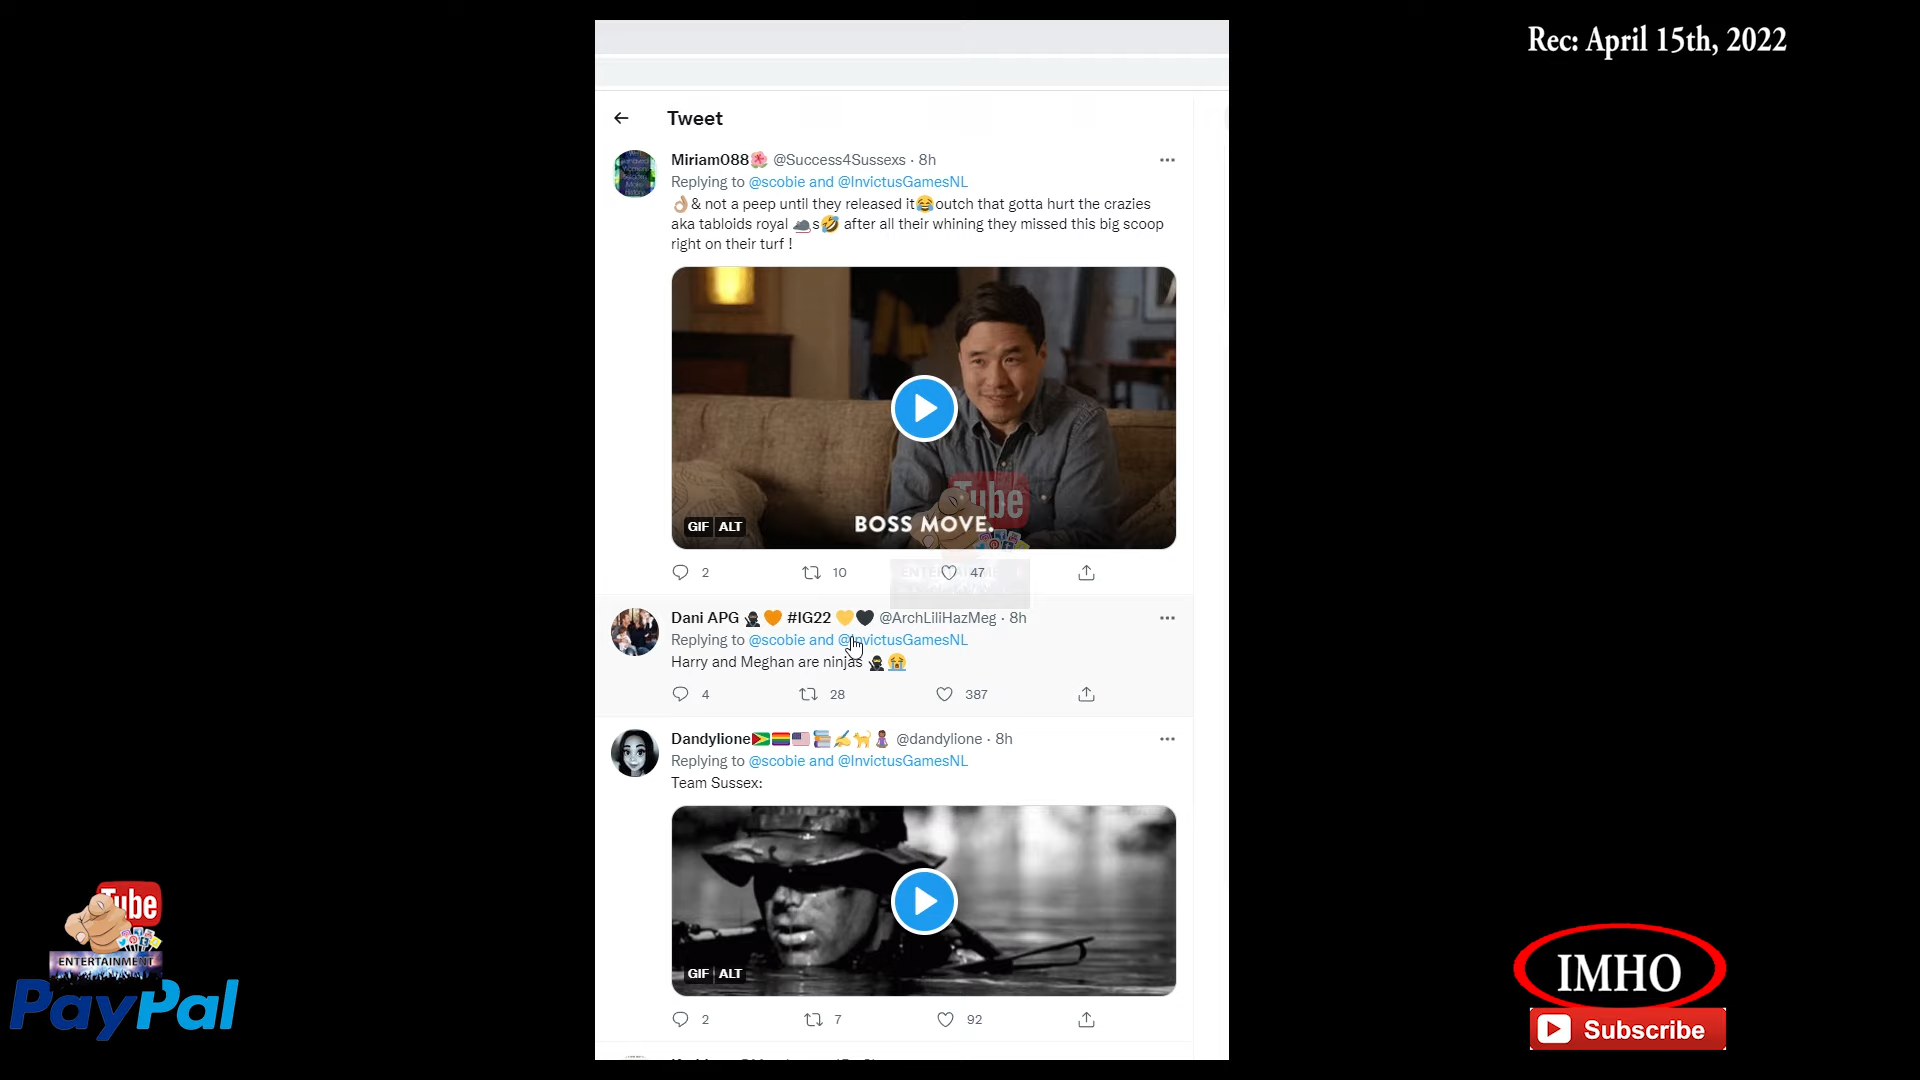 Rec: April 15th, 2022
Tweet
Miriam088🌺 @Success4Sussexs · 8h
Replying to @scobie and @InvictusGamesNL
👌🏼& not a peep until they released it😂outch that gotta hurt the crazies
aka tabloids royal 🐀s🤣 after all their whining they missed this big scoop
right on their turf !
GIF ALT
BOSS MOVE.
2 10 47
Dani APG 🥷🏿🧡 #IG22 💛🖤 @ArchLiliHazMeg · 8h
Replying to @scobie and @InvictusGamesNL
Harry and Meghan are ninjas 🥷🏿😭
4 28 387
Dandylione🇬🇾🏳️‍🌈🇺🇸📚✍️🐈🤰🏾 @dandylione · 8h
Replying to @scobie and @InvictusGamesNL
Team Sussex:
GIF ALT
2 7 92
Tube
ENTERTAINMENT
PayPal
Tube
ENTERTAINMENT
IMHO
Subscribe